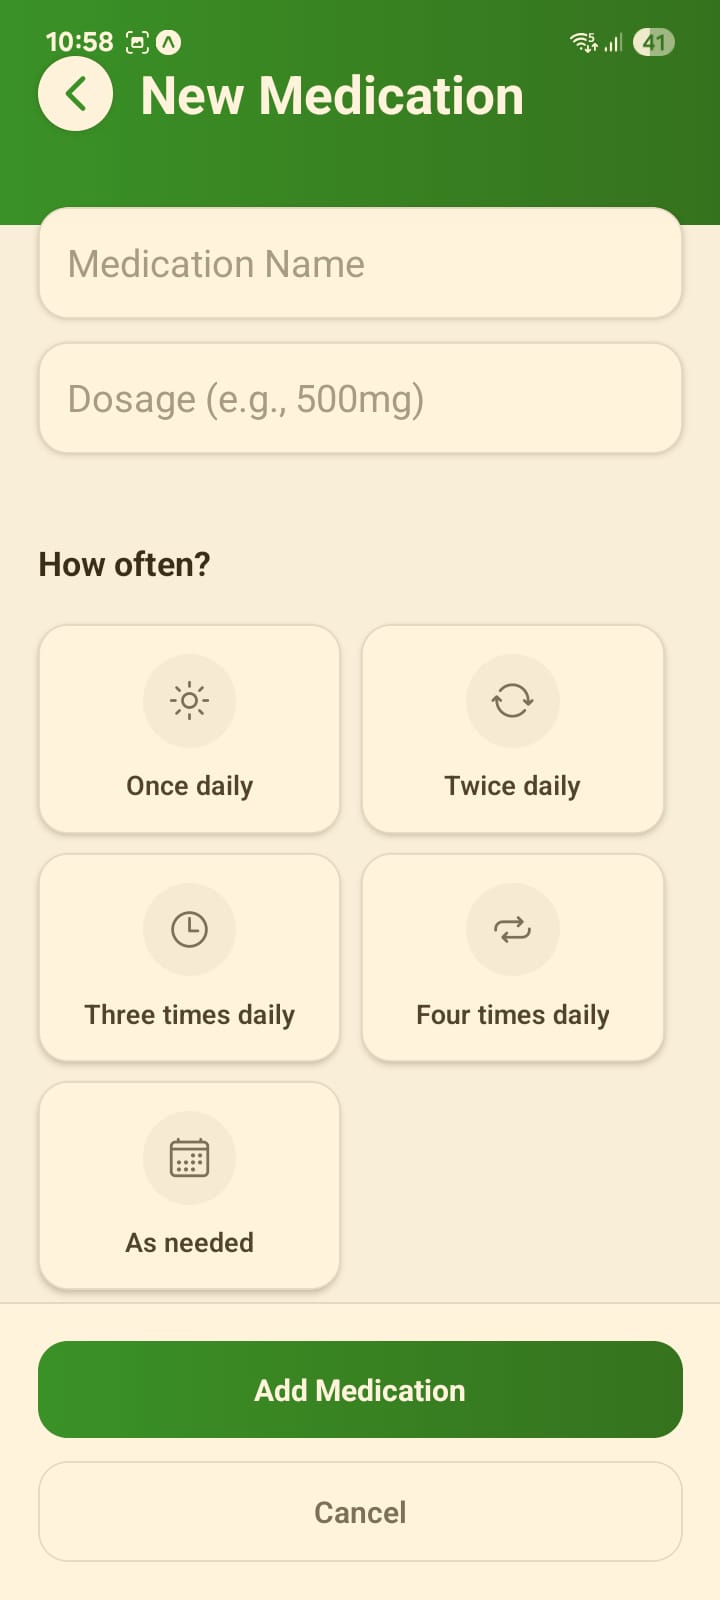 10:58
5
41
New Medication
Medication Name
Dosage (e.g., 500mg)
How often?
Once daily
Twice daily
Three times daily
Four times daily
As needed
Add Medication
Cancel